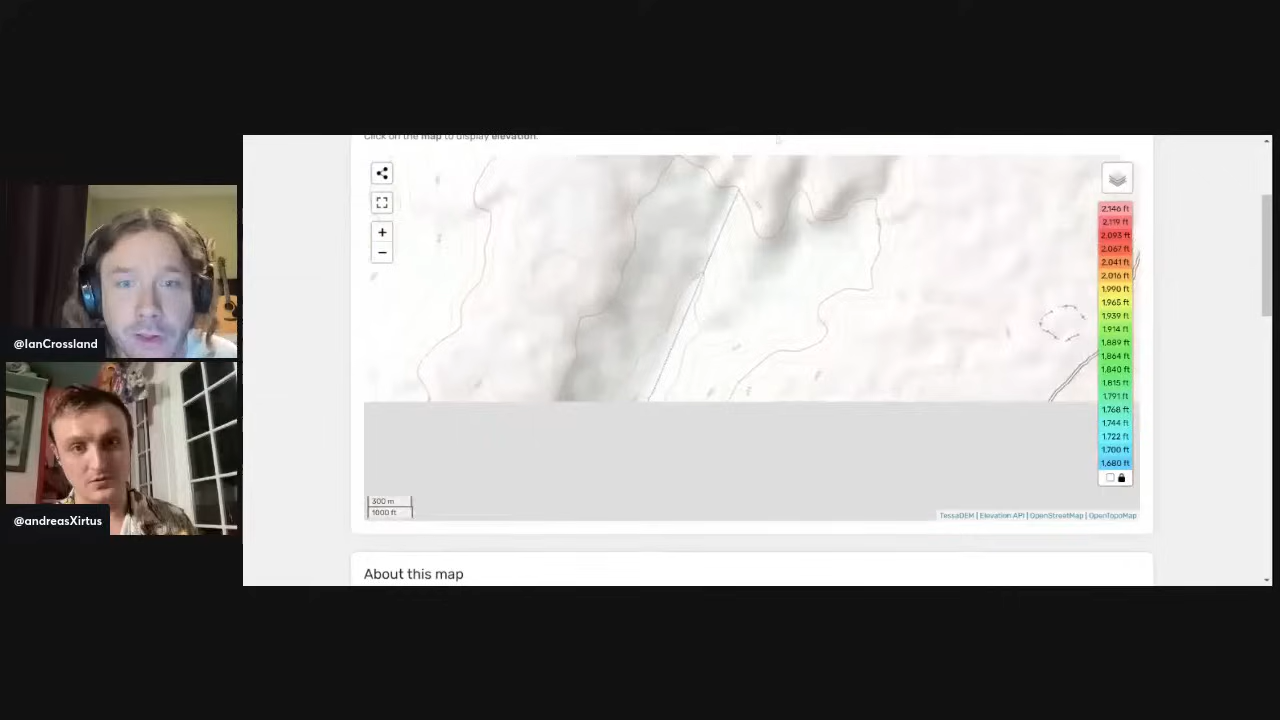 Click on the map to display elevation.
+
−
2,146 ft
2,119 ft
2,093 ft
2,067 ft
2,041 ft
2,016 ft
1,990 ft
1,965 ft
1,939 ft
1,914 ft
1,889 ft
1,864 ft
1,840 ft
1,815 ft
1,791 ft
1,768 ft
1,744 ft
1,722 ft
1,700 ft
1,680 ft
@IanCrossland
@andreasXirtus
300 m
1000 ft
TessaDEM | Elevation API | OpenStreetMap | OpenTopoMap
About this map